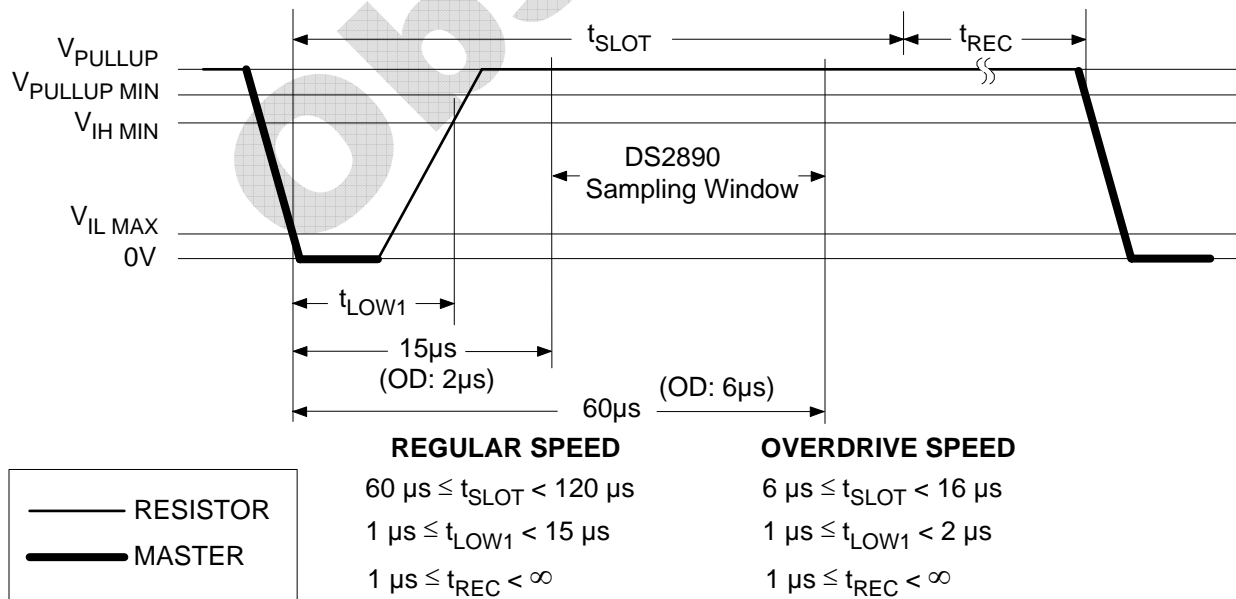 tSLOT
tREC
VPULLUP
VPULLUP MIN
VIH MIN
DS2890
Sampling Window
VIL MAX
0V
tLOW1
15µs
(OD: 2µs)
(OD: 6µs)
60µs
REGULAR SPEED
60 µs ≤ tSLOT < 120 µs
1 µs ≤ tLOW1 < 15 µs
1 µs ≤ tREC < ∞
OVERDRIVE SPEED
6 µs ≤ tSLOT < 16 µs
1 µs ≤ tLOW1 < 2 µs
1 µs ≤ tREC < ∞
RESISTOR
MASTER